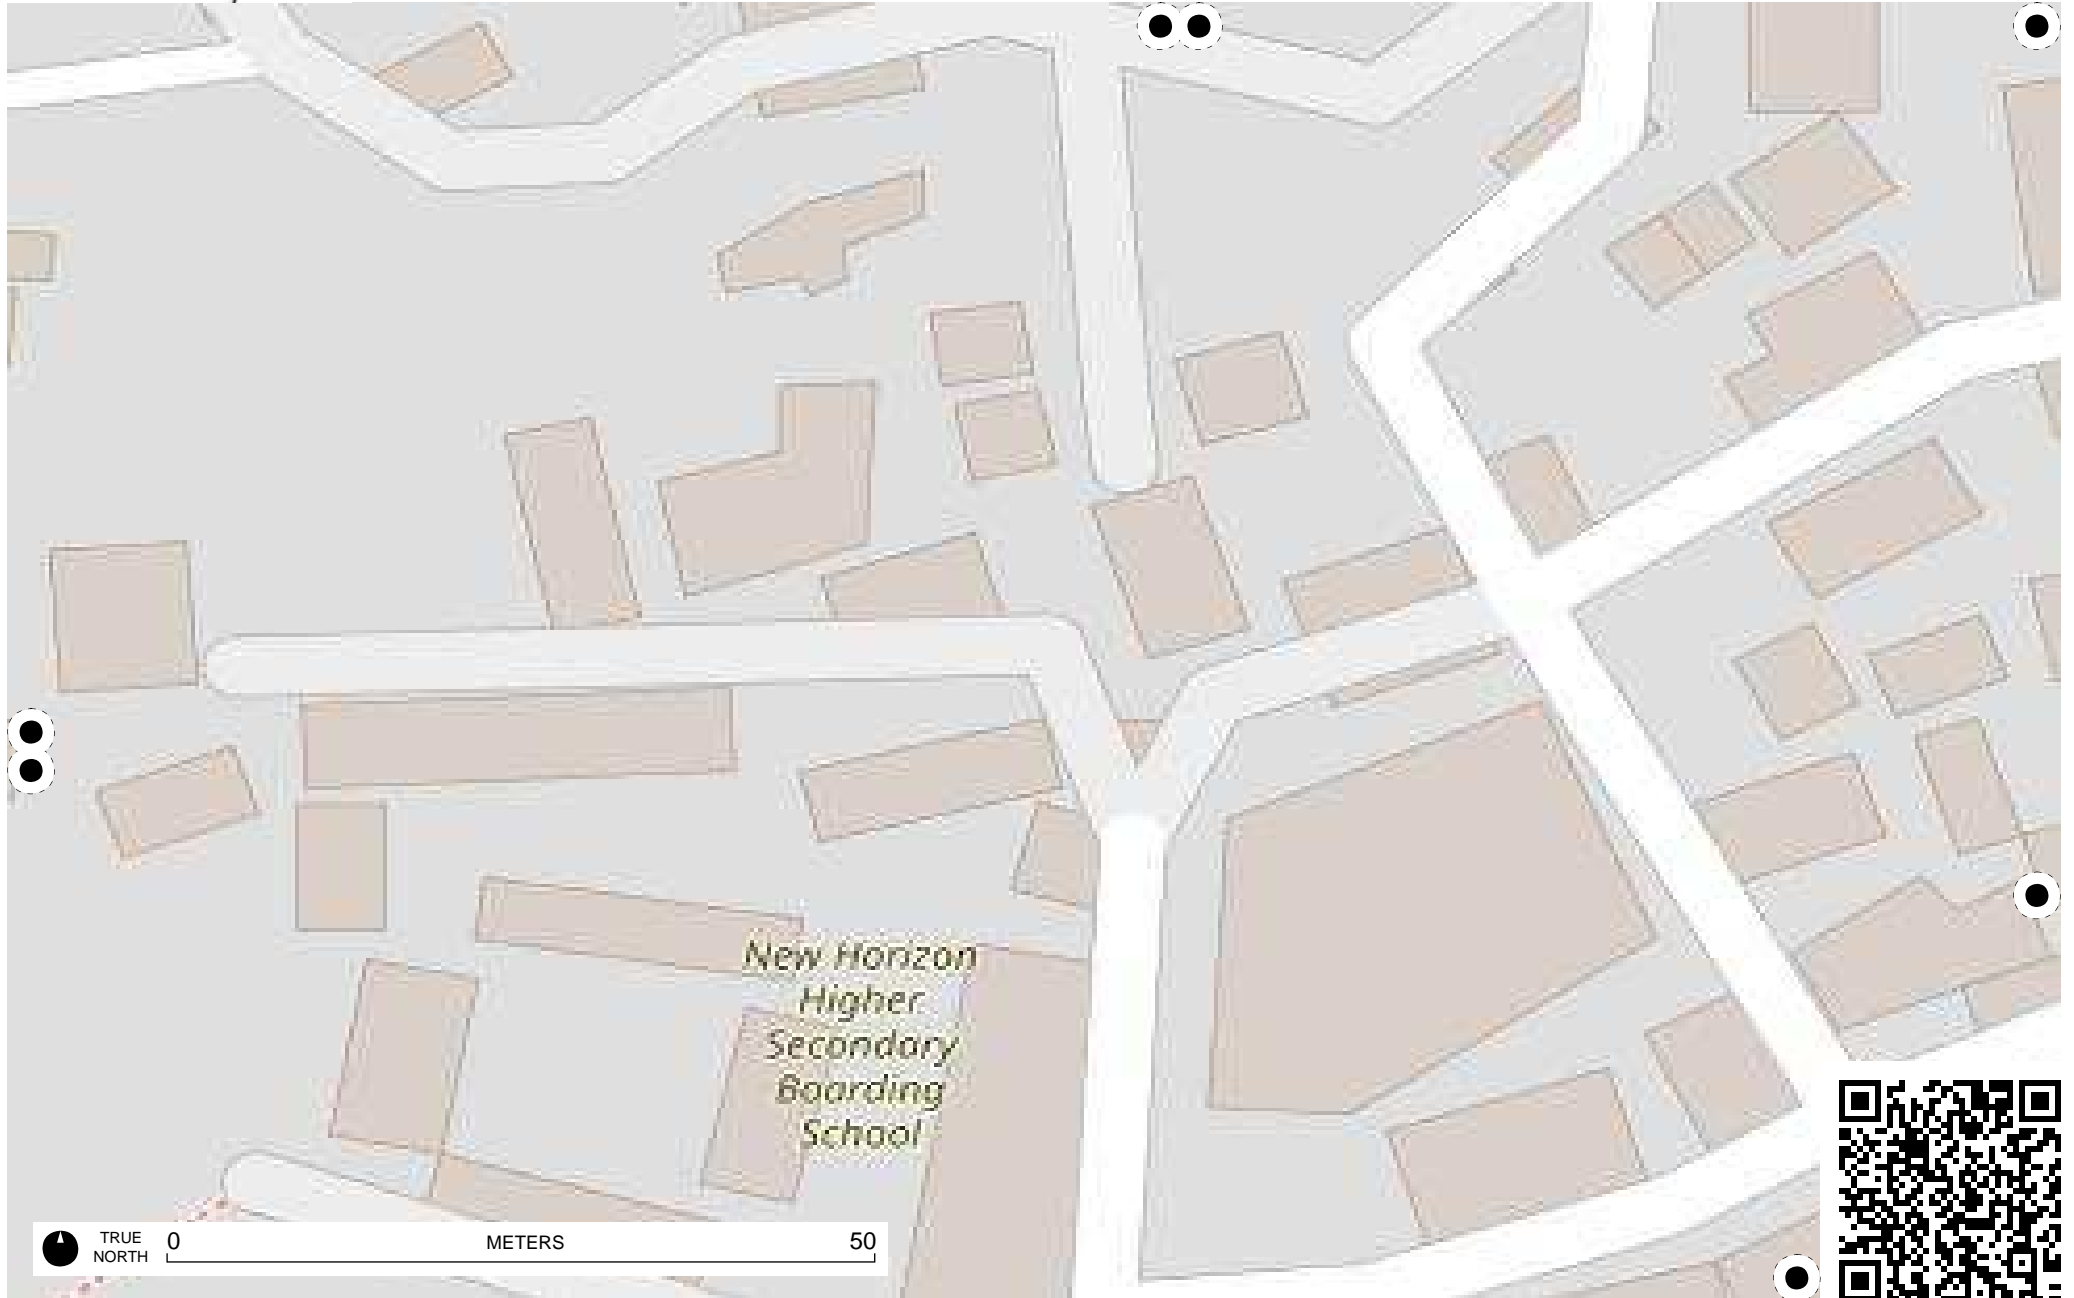 New Horizon
Higher
Secondary
Boarding
School
TRUE
NORTH
0
METERS
50